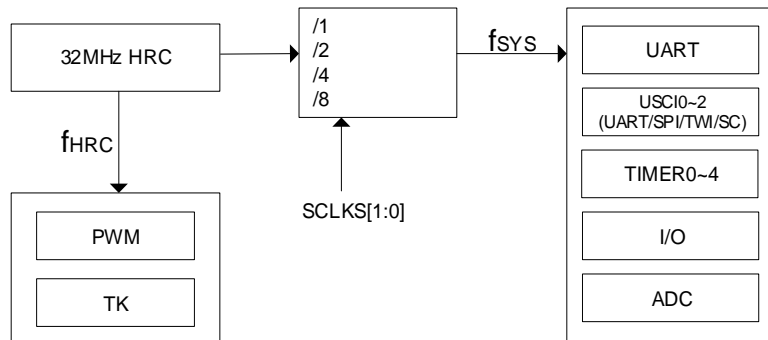 32MHz HRC
/1
/2
/4
/8
fSYS
UART
USCI0~2
(UART/SPI/TWI/SC)
TIMER0~4
I/O
ADC
fHRC
PWM
TK
SCLKS[1:0]